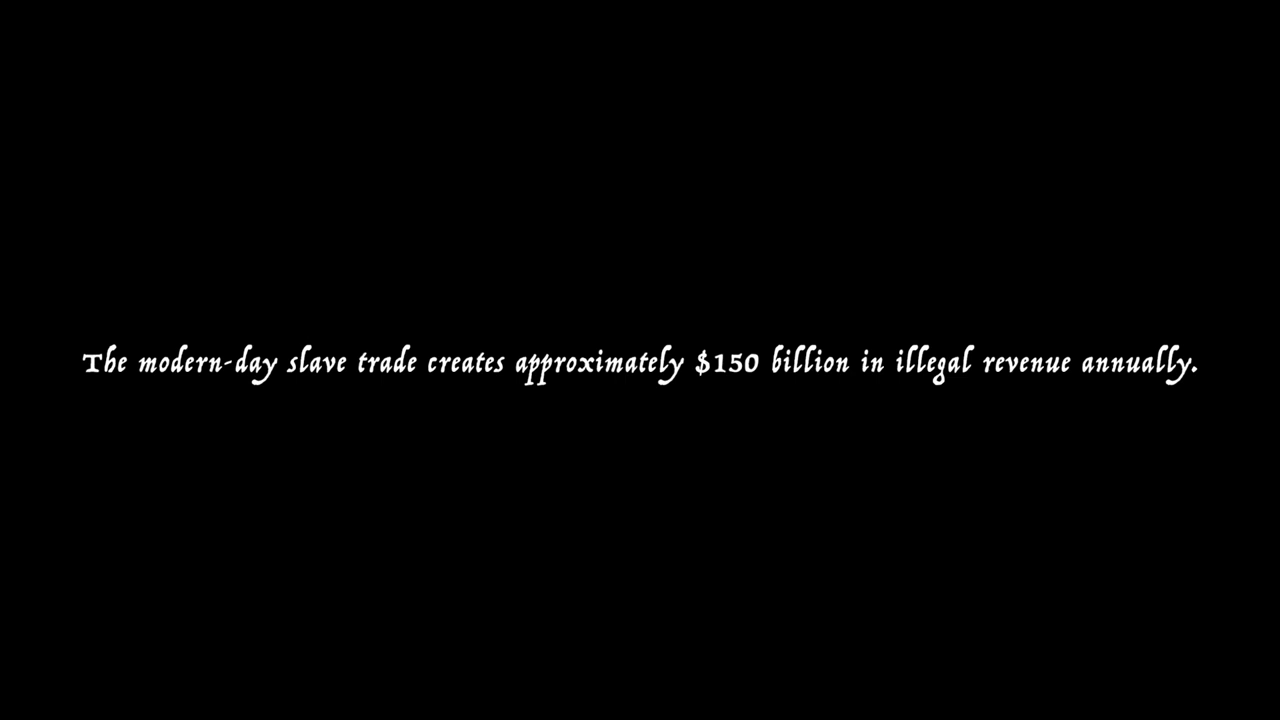 The modern-day slave trade creates approximately $150 billion in illegal revenue annually.